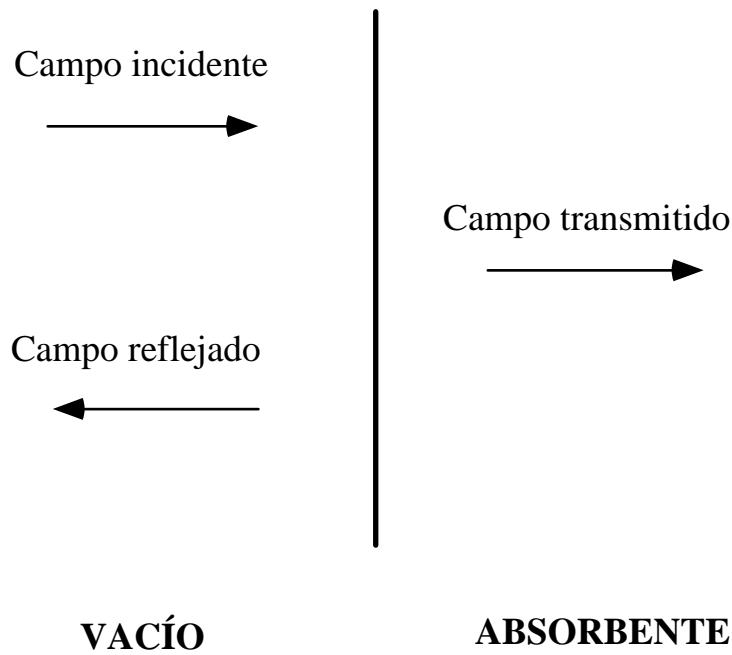 Campo incidente
Campo transmitido
Campo reflejado
VACÍO
ABSORBENTE